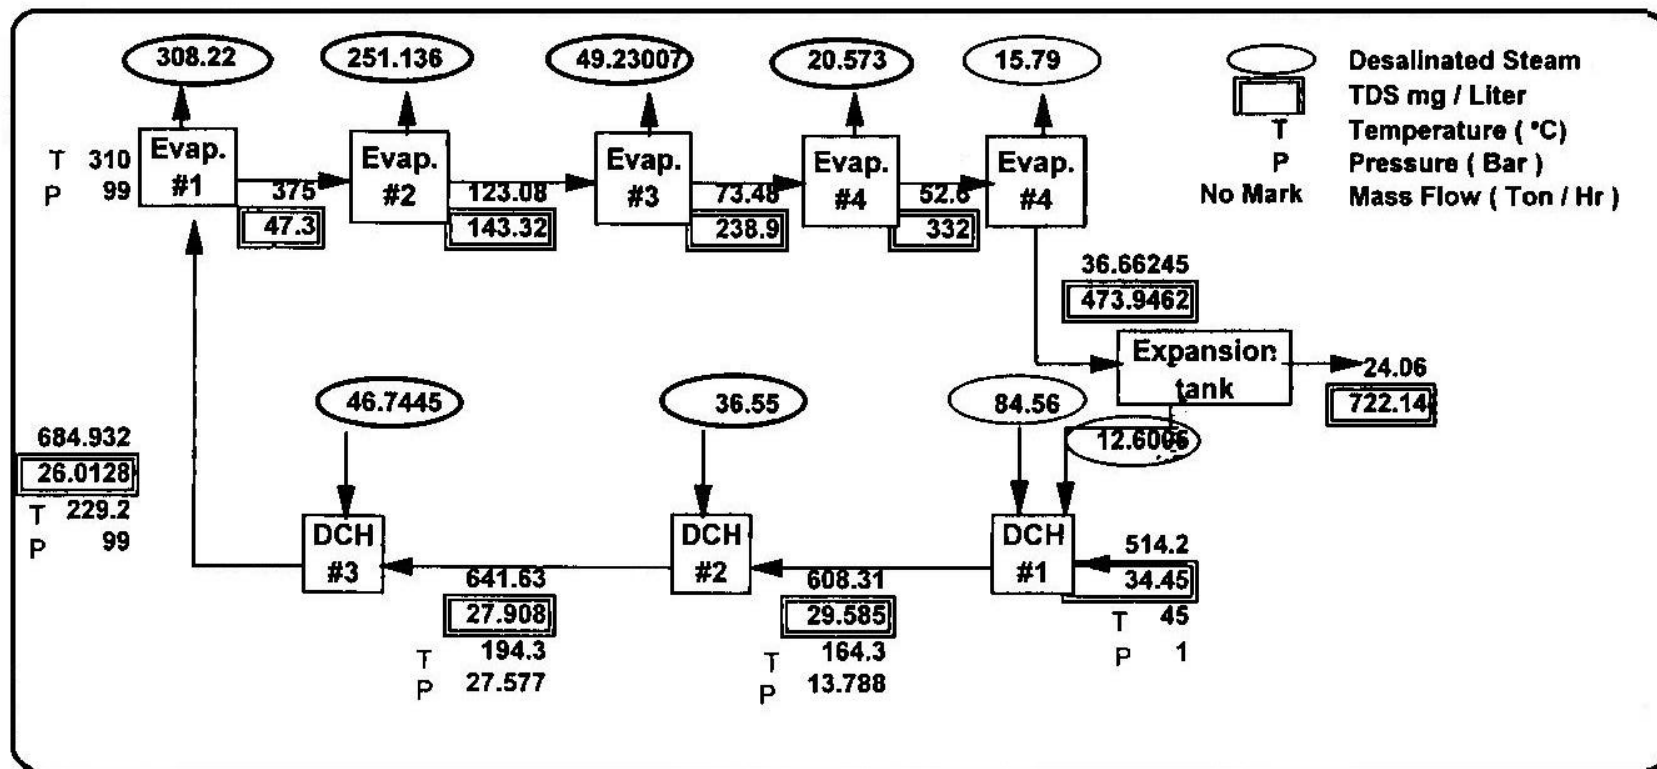 308.22
251.136
49.23007
20.573
15.79
Desalinated Steam
TDS mg / Liter
T Temperature ( °C)
P Pressure ( Bar )
No Mark Mass Flow ( Ton / Hr )
T 310
P 99
Evap.
#1
375
47.3
Evap.
#2
123.08
143.32
Evap.
#3
73.48
238.9
Evap.
#4
52.6
332
Evap.
#4
36.66245
473.9462
Expansion
tank
24.06
722.14
46.7445
36.55
84.56
12.6006
684.932
26.0128
T 229.2
P 99
DCH
#3
641.63
27.908
T 194.3
P 27.577
DCH
#2
608.31
29.585
T 164.3
P 13.788
DCH
#1
514.2
34.45
T 45
P 1